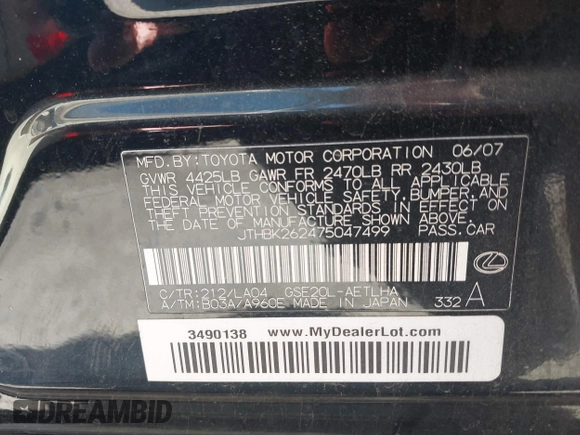 MFD.BY:TOYOTA MOTOR CORPORATION 06/07
GVWR 4425LB GAWR FR 2470LB RR 2430LB
THIS VEHICLE CONFORMS TO ALL APPLICABLE
FEDERAL MOTOR VEHICLE SAFETY,BUMPER,AND
THEFT PREVENTION STANDARDS IN EFFECT ON
THE DATE OF MANUFACTURE SHOWN ABOVE.
JTHBK262475047499 PASS.CAR
C/TR:212/LA04 GSE20L-AETLHA
A/TM:B03A/A960E MADE IN JAPAN 332 A
3490138 www.MyDealerLot.com
DREAMBID